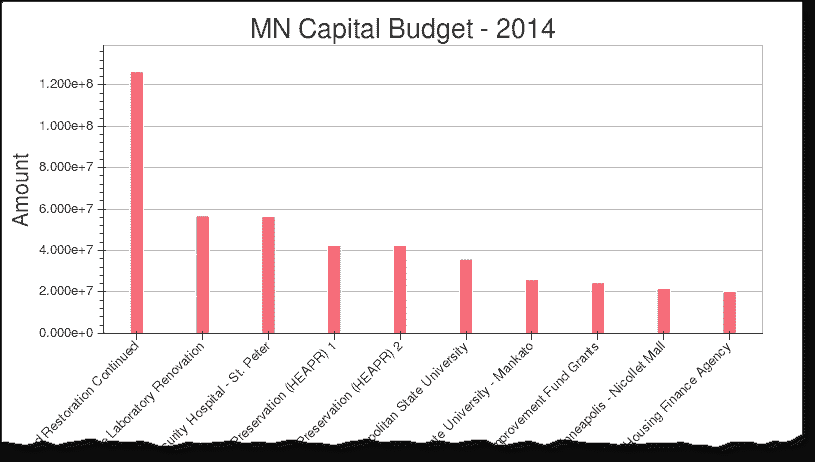 MN Capital Budget - 2014
Amount
1.200e+8
1.000e+8
8.000e+7
6.000e+7
4.000e+7
2.000e+7
0.000e+0
Restoration Continued
Laboratory Renovation
Hospital - St. Peter
Preservation (HEAPR) 1
Preservation (HEAPR) 2
State University
University - Mankato
Fund Grants
- Nicollet Mall
Housing Finance Agency